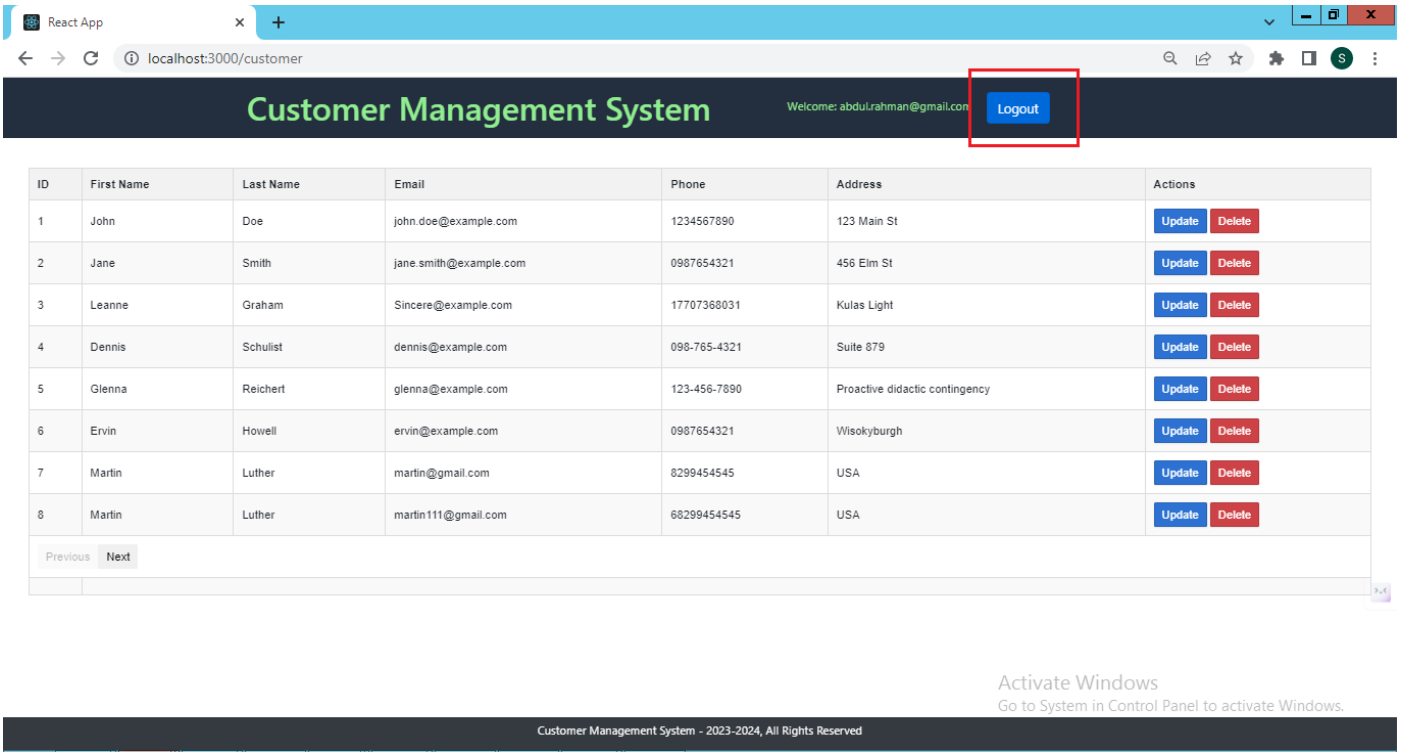 React App
localhost:3000/customer
S
Customer Management System
Welcome: abdul.rahman@gmail.com
Logout
ID First Name Last Name Email Phone Address Actions
1 John Doe john.doe@example.com 1234567890 123 Main St Update Delete
2 Jane Smith jane.smith@example.com 0987654321 456 Elm St Update Delete
3 Leanne Graham Sincere@example.com 17707368031 Kulas Light Update Delete
4 Dennis Schulist dennis@example.com 098-765-4321 Suite 879 Update Delete
5 Glenna Reichert glenna@example.com 123-456-7890 Proactive didactic contingency Update Delete
6 Ervin Howell ervin@example.com 0987654321 Wisokyburgh Update Delete
7 Martin Luther martin@gmail.com 8299454545 USA Update Delete
8 Martin Luther martin111@gmail.com 68299454545 USA Update Delete
Previous Next
Activate Windows
Go to System in Control Panel to activate Windows.
Customer Management System - 2023-2024, All Rights Reserved